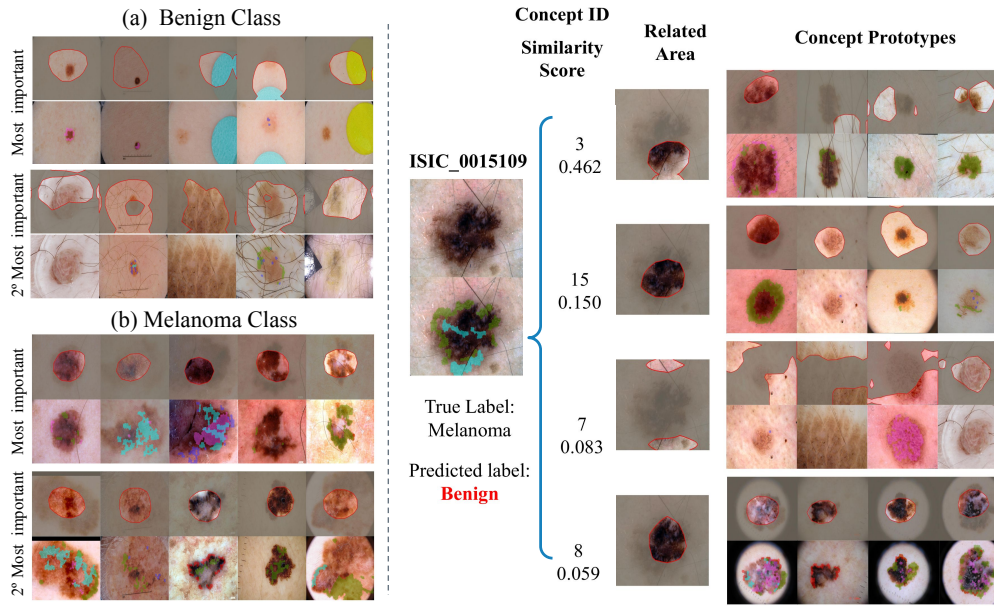 (a) Benign Class
Most important
2º Most important
(b) Melanoma Class
Most important
2º Most important
ISIC_0015109
True Label:
Melanoma
Predicted label:
Benign
Concept ID
Similarity
Score
Related
Area
Concept Prototypes
3
0.462
15
0.150
7
0.083
8
0.059